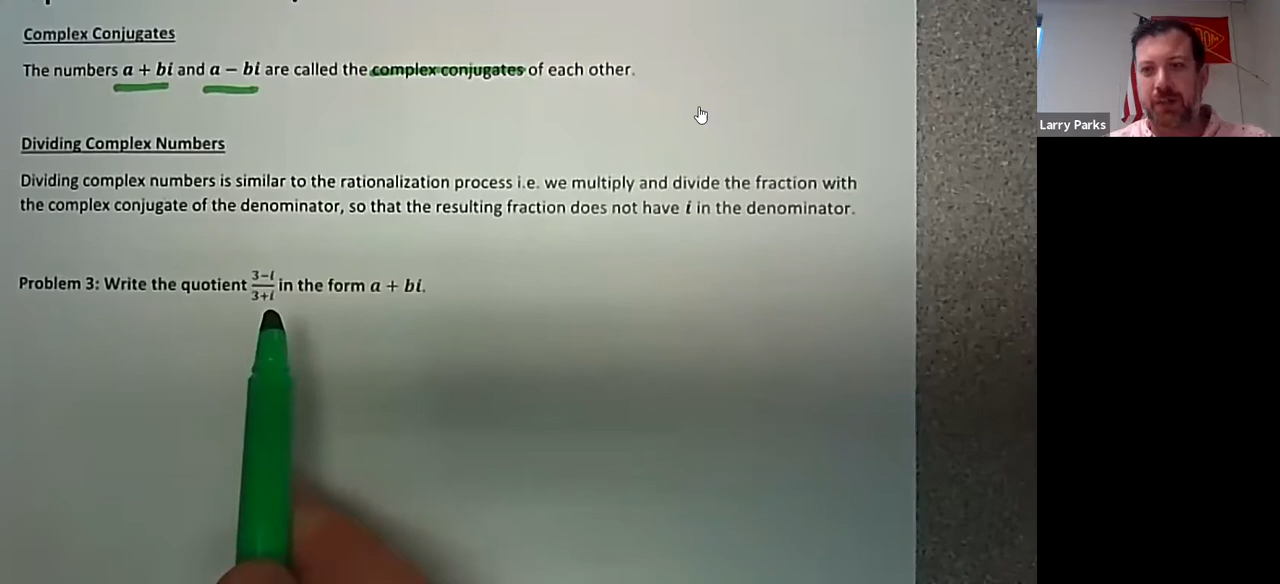 Complex Conjugates
The numbers a + bi and a − bi are called the complex conjugates of each other.
Larry Parks
Dividing Complex Numbers
Dividing complex numbers is similar to the rationalization process i.e. we multiply and divide the fraction with
the complex conjugate of the denominator, so that the resulting fraction does not have i in the denominator.
Problem 3: Write the quotient 3−i/3+i in the form a + bi.